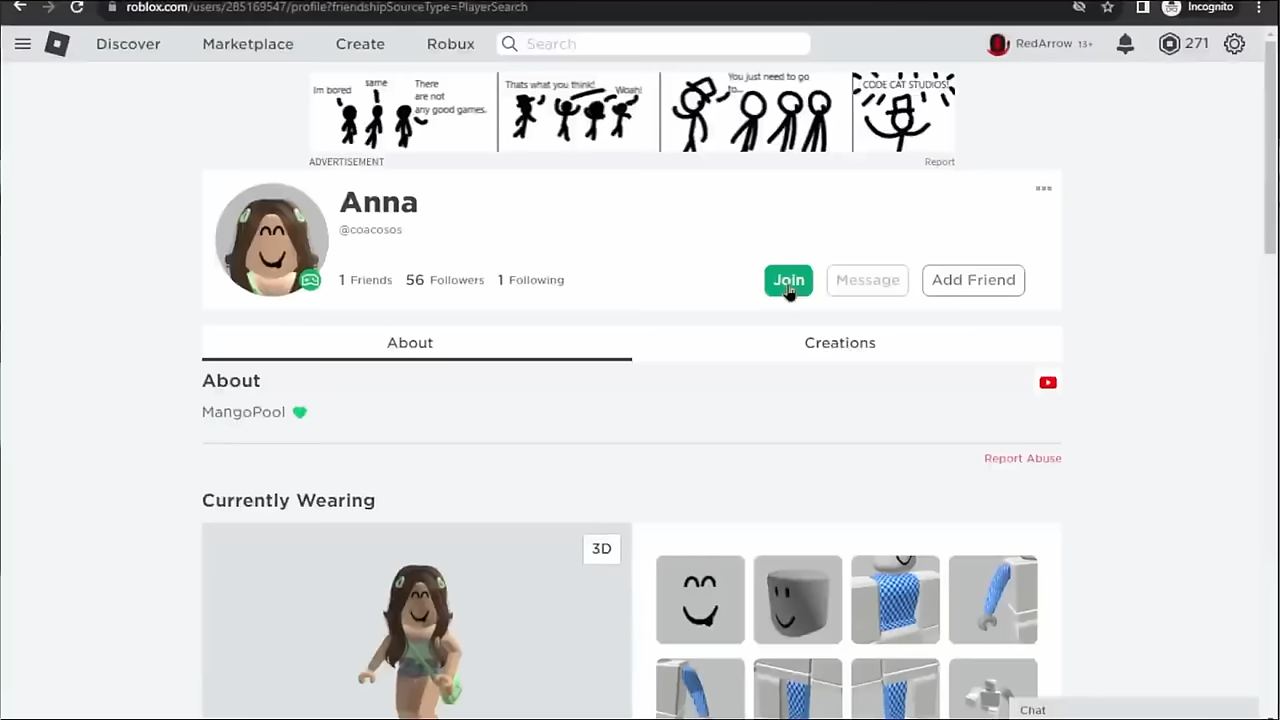 roblox.com/users/285169547/profile?friendshipSourceType=PlayerSearch
Incognito
Discover
Marketplace
Create
Robux
Search
RedArrow 13+
271
Im bored
same
There
are not
any good games.
Thats what you think!
Woah!
You just need to go
to...
CODE CAT STUDIOS!
ADVERTISEMENT
Report
Anna
@coacosos
1 Friends
56 Followers
1 Following
Join
Message
Add Friend
About
Creations
About
MangoPool
Report Abuse
Currently Wearing
3D
Chat